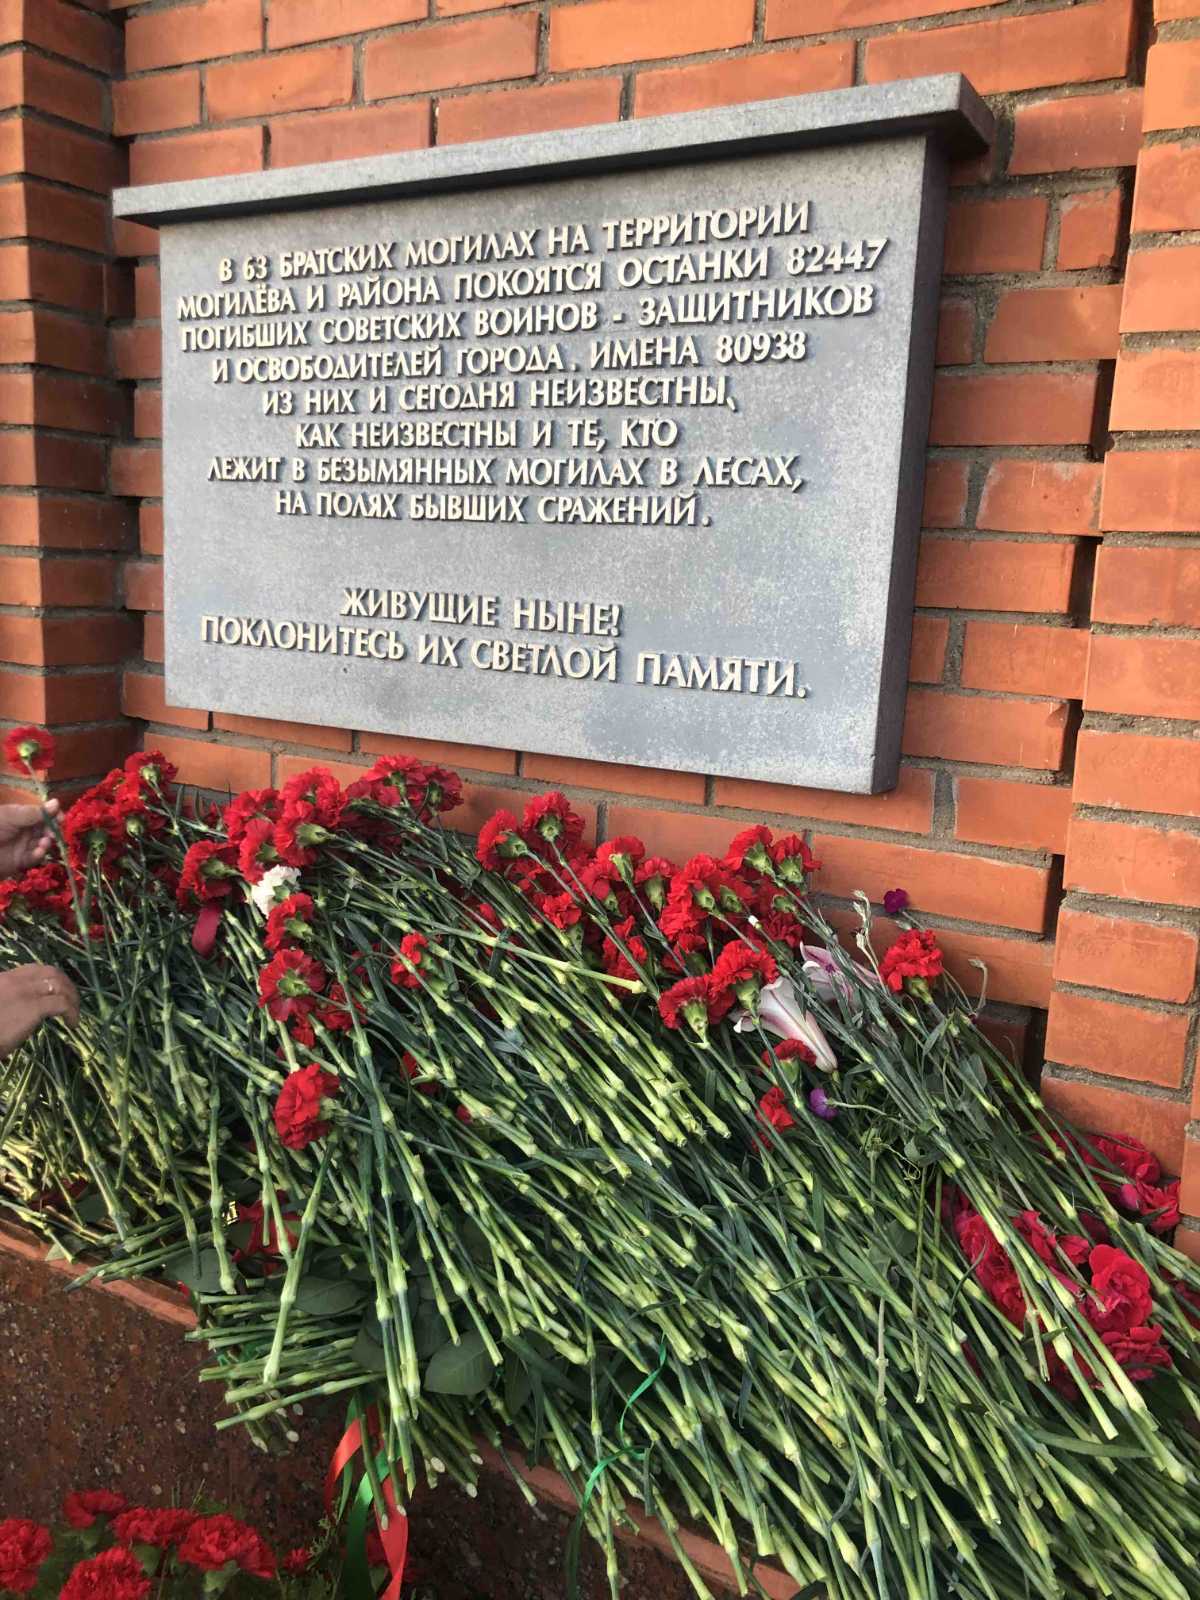 В 63 БРАТСКИХ МОГИЛАХ НА ТЕРРИТОРИИ
МОГИЛЁВА И РАЙОНА ПОКОЯТСЯ ОСТАНКИ 82447
ПОГИБШИХ СОВЕТСКИХ ВОИНОВ - ЗАЩИТНИКОВ
И ОСВОБОДИТЕЛЕЙ ГОРОДА. ИМЕНА 80938
ИЗ НИХ И СЕГОДНЯ НЕИЗВЕСТНЫ,
КАК НЕИЗВЕСТНЫ И ТЕ, КТО
ЛЕЖИТ В БЕЗЫМЯННЫХ МОГИЛАХ В ЛЕСАХ,
НА ПОЛЯХ БЫВШИХ СРАЖЕНИЙ.
ЖИВУЩИЕ НЫНЕ!
ПОКЛОНИТЕСЬ ИХ СВЕТЛОЙ ПАМЯТИ.